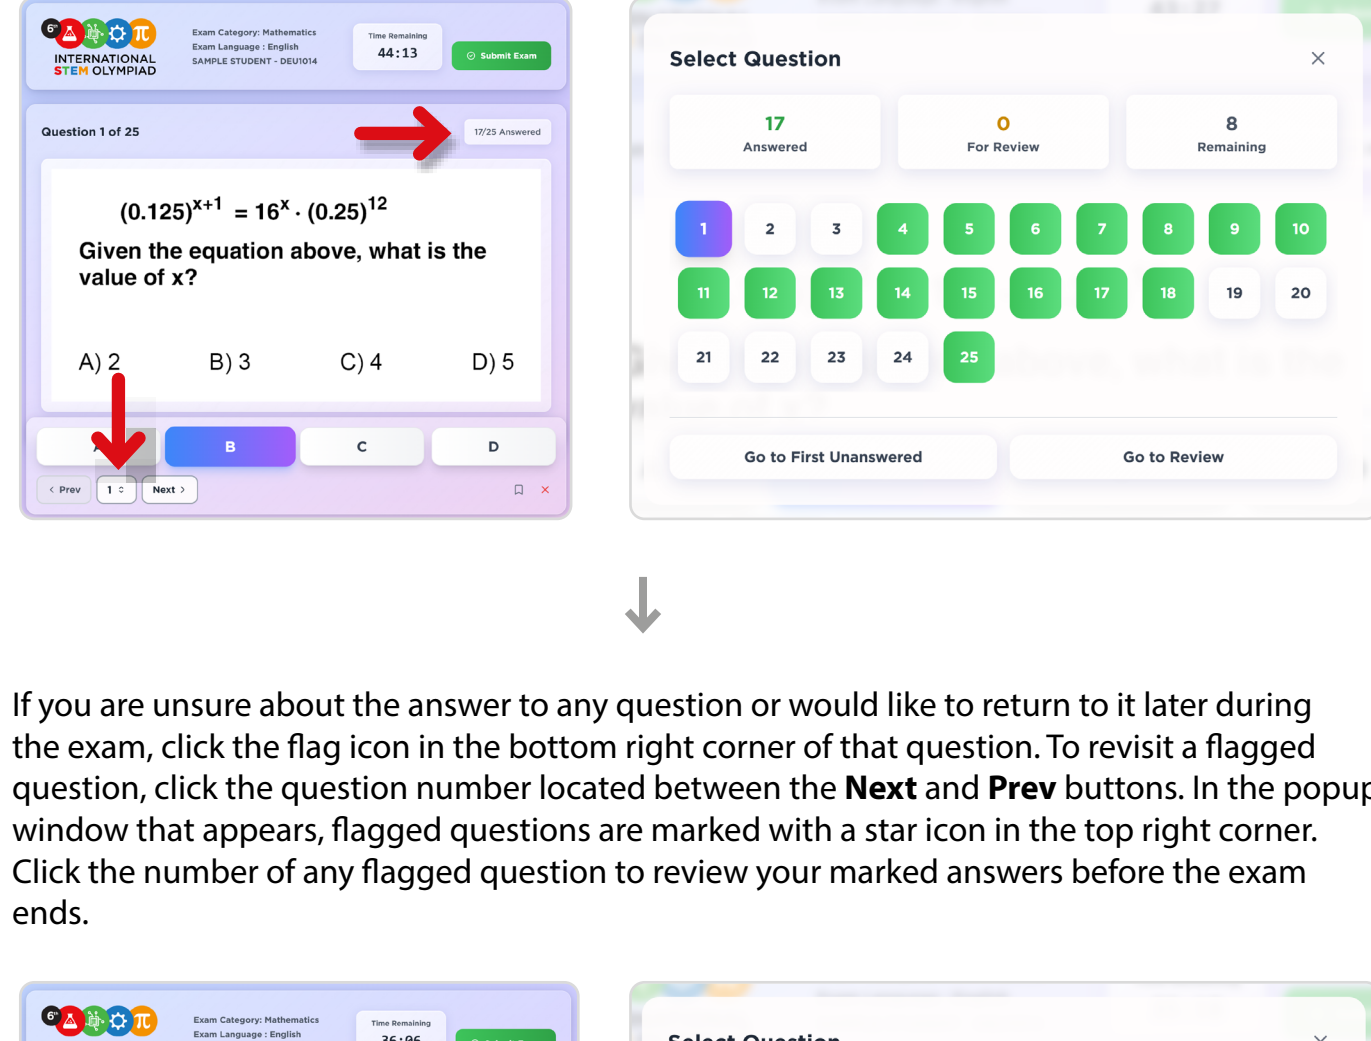 6th
INTERNATIONAL
STEM OLYMPIAD
Exam Category: Mathematics
Exam Language : English
SAMPLE STUDENT - DEU1014
Time Remaining
44:13
Submit Exam
Question 1 of 25
17/25 Answered
(0.125)^{x+1} = 16^x · (0.25)^{12}
Given the equation above, what is the
value of x?
A) 2 B) 3 C) 4 D) 5
B C D
< Prev 1 Next >
Select Question
17 0 8
Answered For Review Remaining
1 2 3 4 5 6 7 8 9 10
11 12 13 14 15 16 17 18 19 20
21 22 23 24 25
Go to First Unanswered Go to Review
If you are unsure about the answer to any question or would like to return to it later during
the exam, click the flag icon in the bottom right corner of that question. To revisit a flagged
question, click the question number located between the Next and Prev buttons. In the popup
window that appears, flagged questions are marked with a star icon in the top right corner.
Click the number of any flagged question to review your marked answers before the exam
ends.
6th
Exam Category: Mathematics
Exam Language : English
Time Remaining
36:06
Select Question